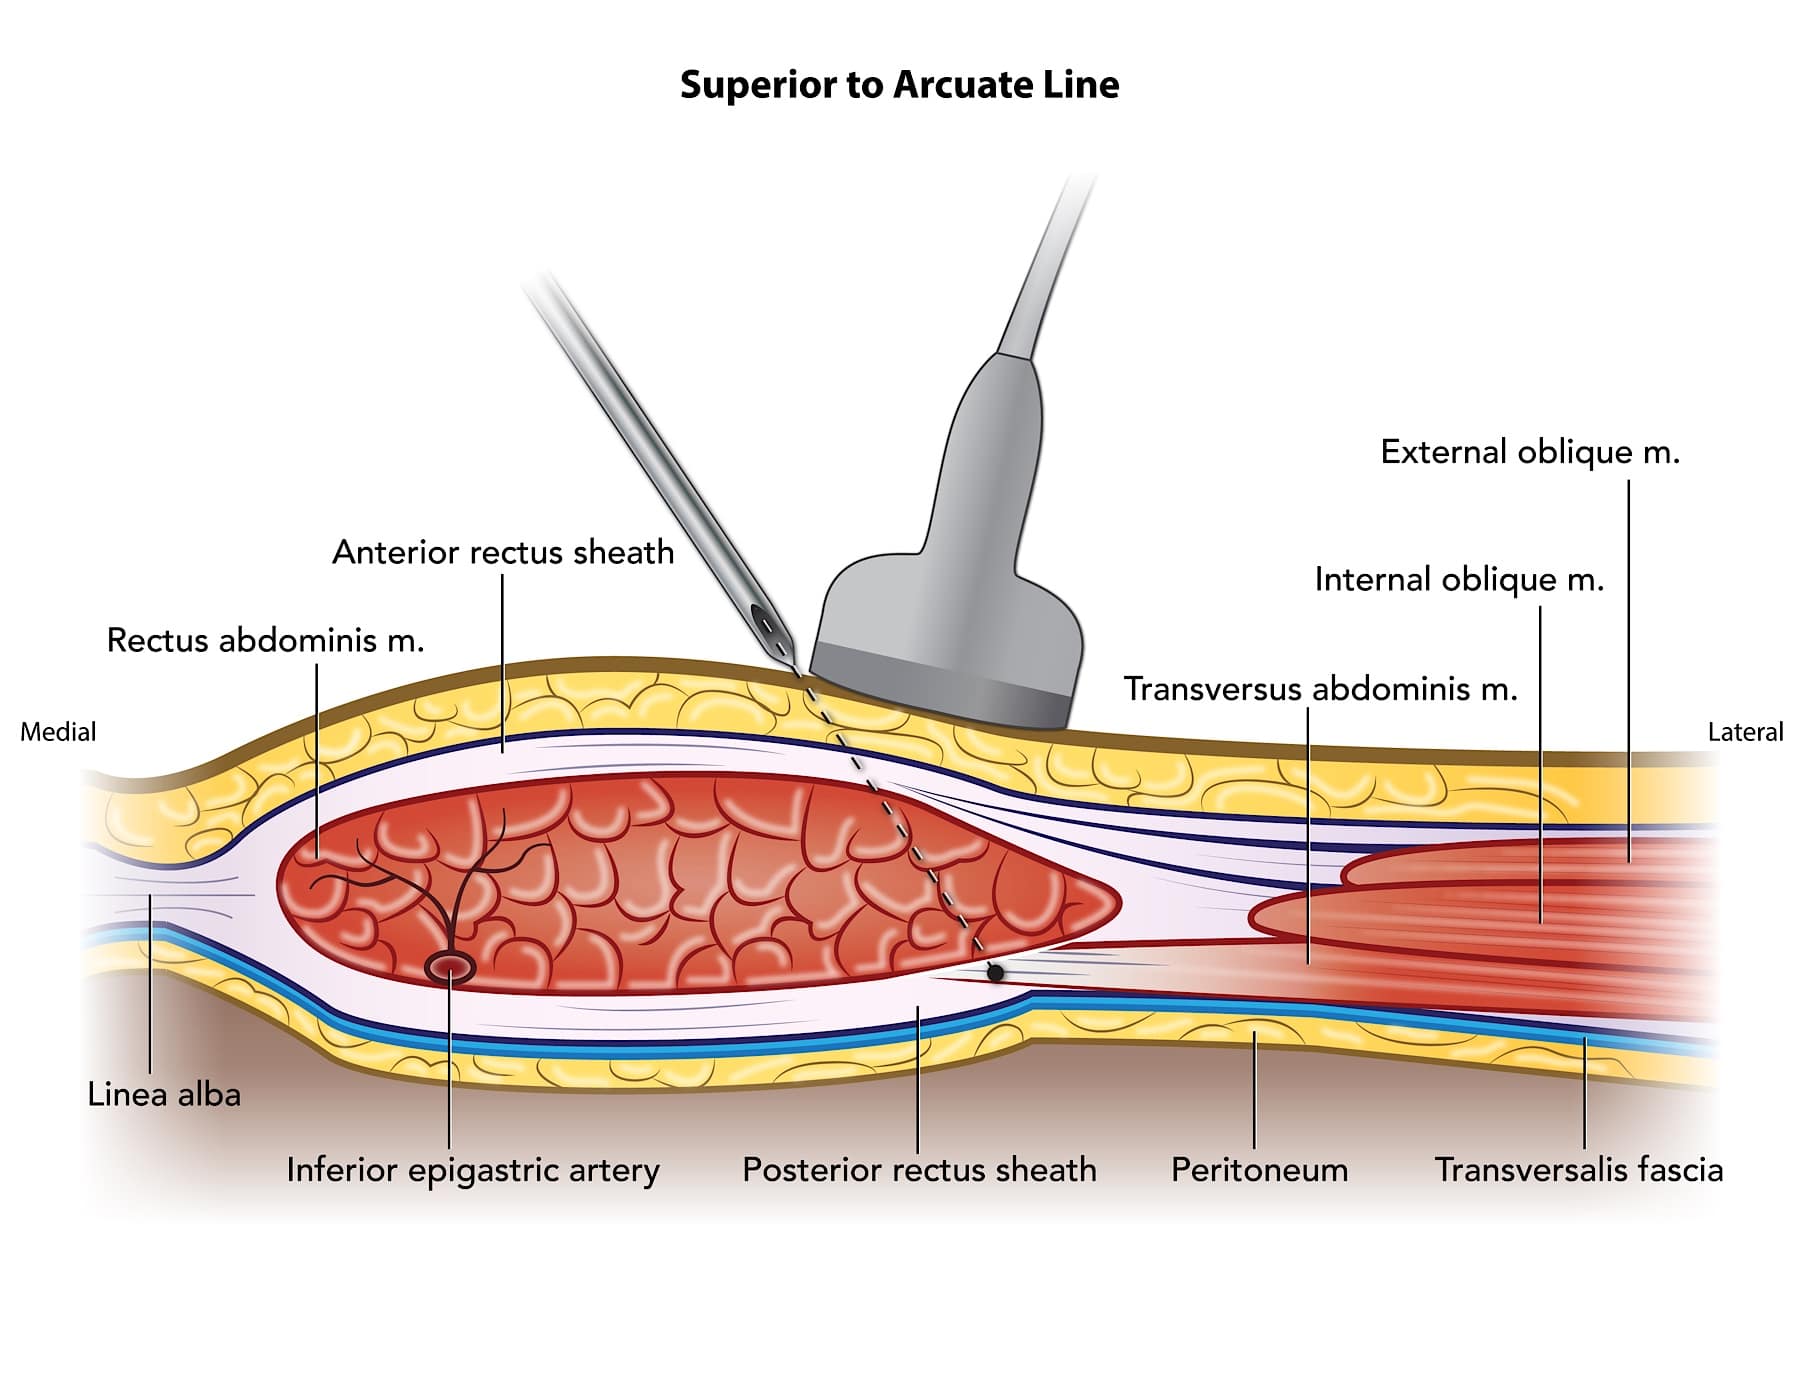 Superior to Arcuate Line
External oblique m.
Anterior rectus sheath
Internal oblique m.
Rectus abdominis m.
Transversus abdominis m.
Medial
Lateral
Linea alba
Inferior epigastric artery
Posterior rectus sheath
Peritoneum
Transversalis fascia